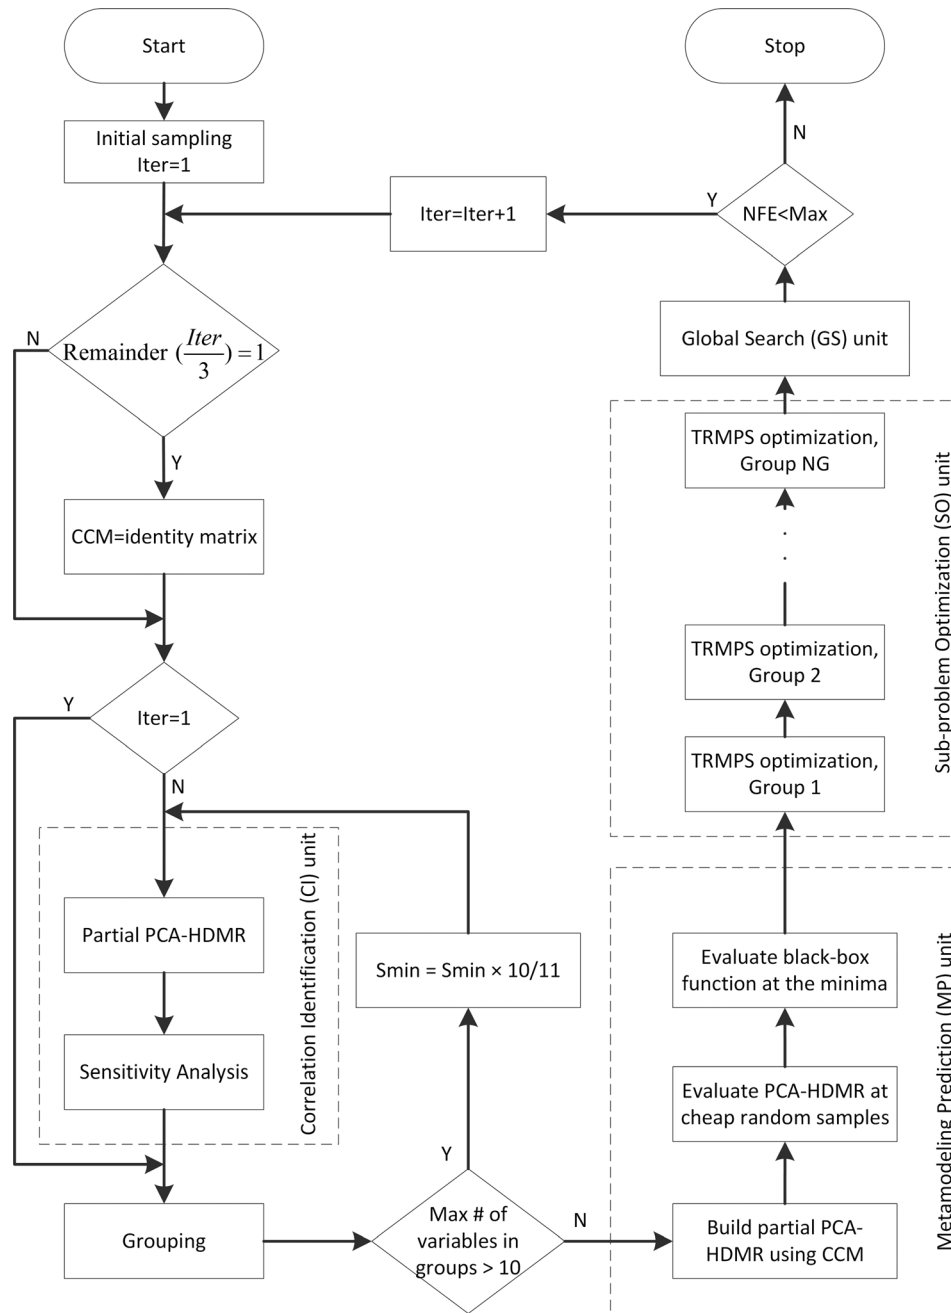 Start
Initial sampling
Iter=1
N
Remainder (Iter/3) = 1
Y
CCM=identity matrix
Y
Iter=1
N
Correlation Identification (CI) unit
Partial PCA-HDMR
Sensitivity Analysis
Grouping
Smin = Smin × 10/11
Y
Max # of
variables in
groups > 10
N
Stop
N
Y
NFE<Max
Iter=Iter+1
Global Search (GS) unit
Sub-problem Optimization (SO) unit
TRMPS optimization,
Group NG
.
.
TRMPS optimization,
Group 2
TRMPS optimization,
Group 1
Metamodeling Prediction (MP) unit
Evaluate black-box
function at the minima
Evaluate PCA-HDMR at
cheap random samples
Build partial PCA-
HDMR using CCM